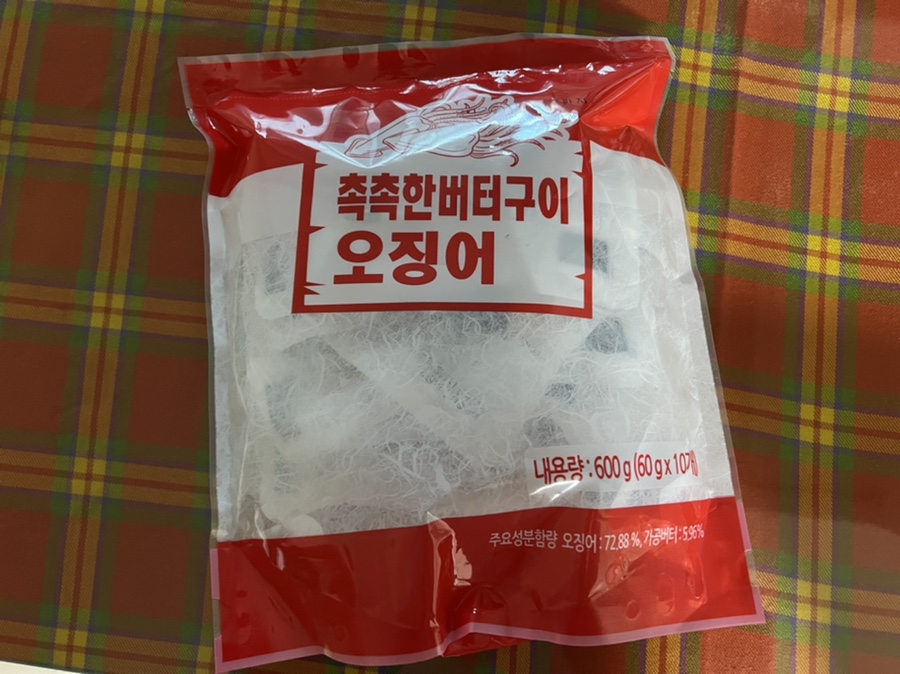 촉촉한버터구이
오징어
내용량 : 600 g (60 g x 10개)
주요성분함량 오징어 : 72.88 %, 가공버터 : 5.96%